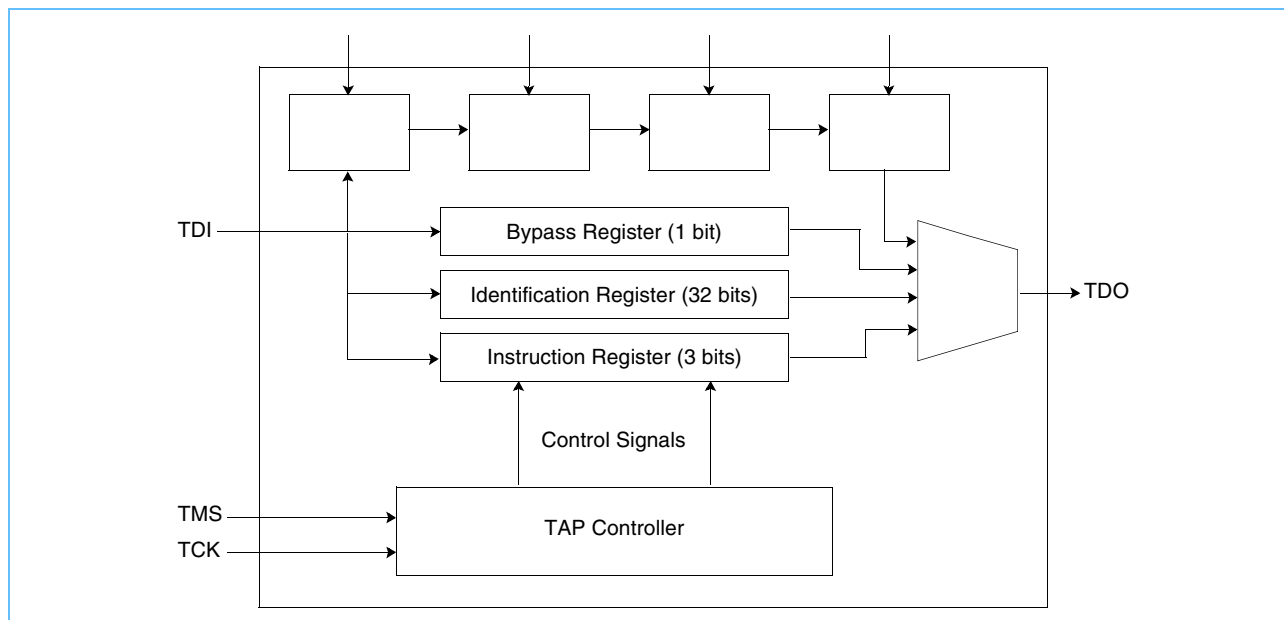 TDI
Bypass Register (1 bit)
Identification Register (32 bits)
TDO
Instruction Register (3 bits)
Control Signals
TMS
TAP Controller
TCK